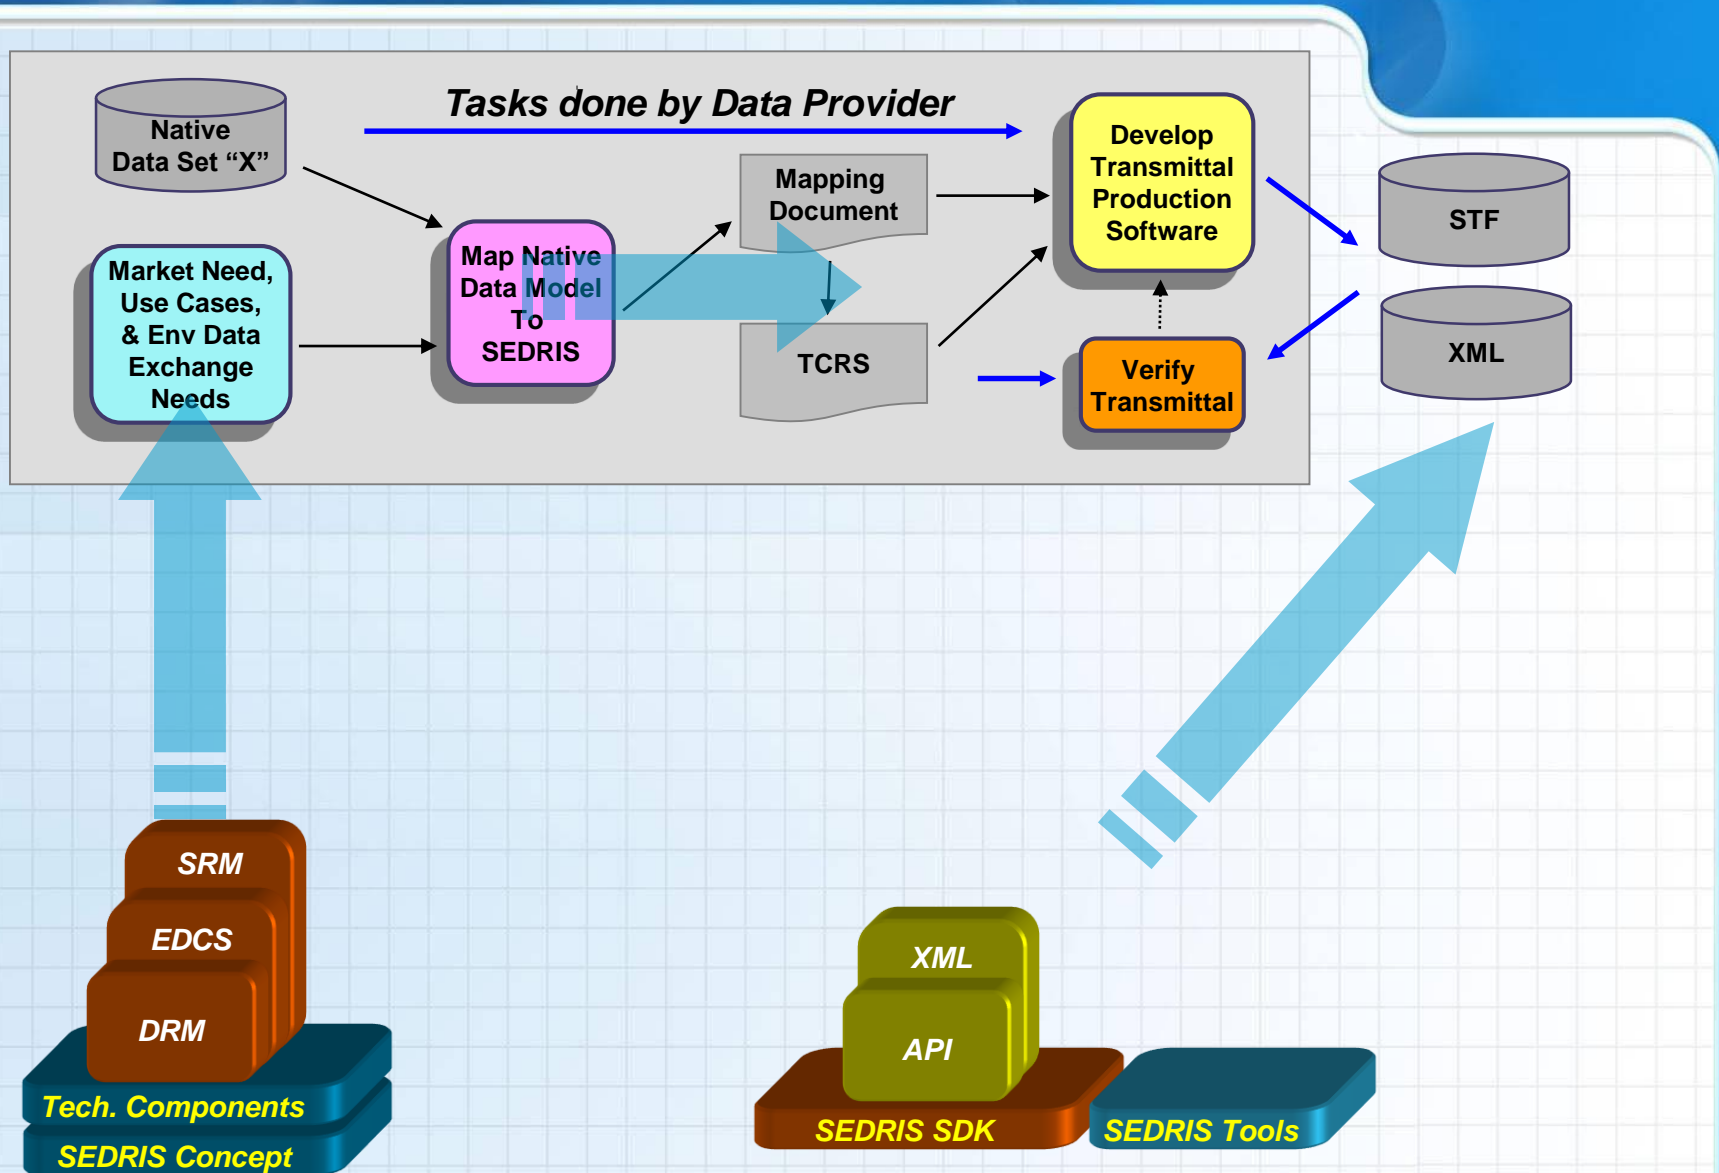 Tasks done by Data Provider
Native
Data Set “X”
Market Need,
Use Cases,
& Env Data
Exchange
Needs
Map Native
Data Model
To
SEDRIS
Mapping
Document
TCRS
Develop
Transmittal
Production
Software
Verify
Transmittal
STF
XML
SRM
EDCS
DRM
Tech. Components
SEDRIS Concept
XML
API
SEDRIS SDK
SEDRIS Tools